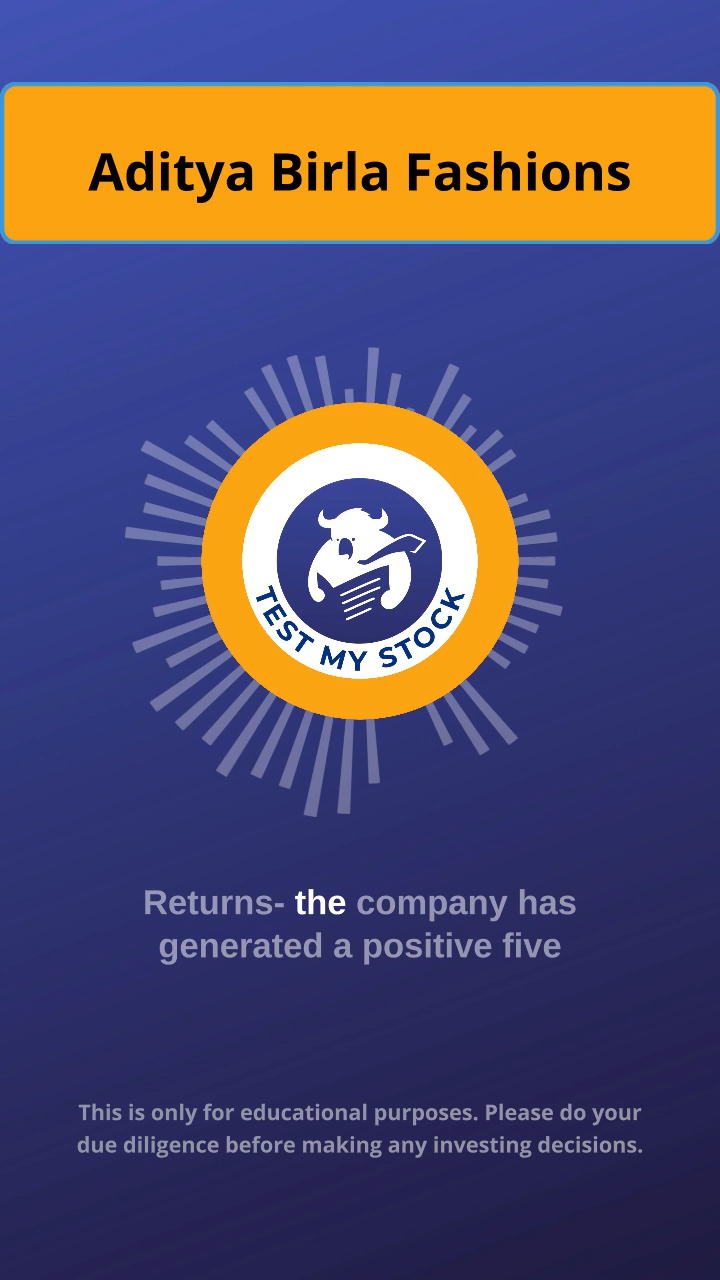 Aditya Birla Fashions
TEST MY STOCK
Returns- the company has
generated a positive five
This is only for educational purposes. Please do your
due diligence before making any investing decisions.